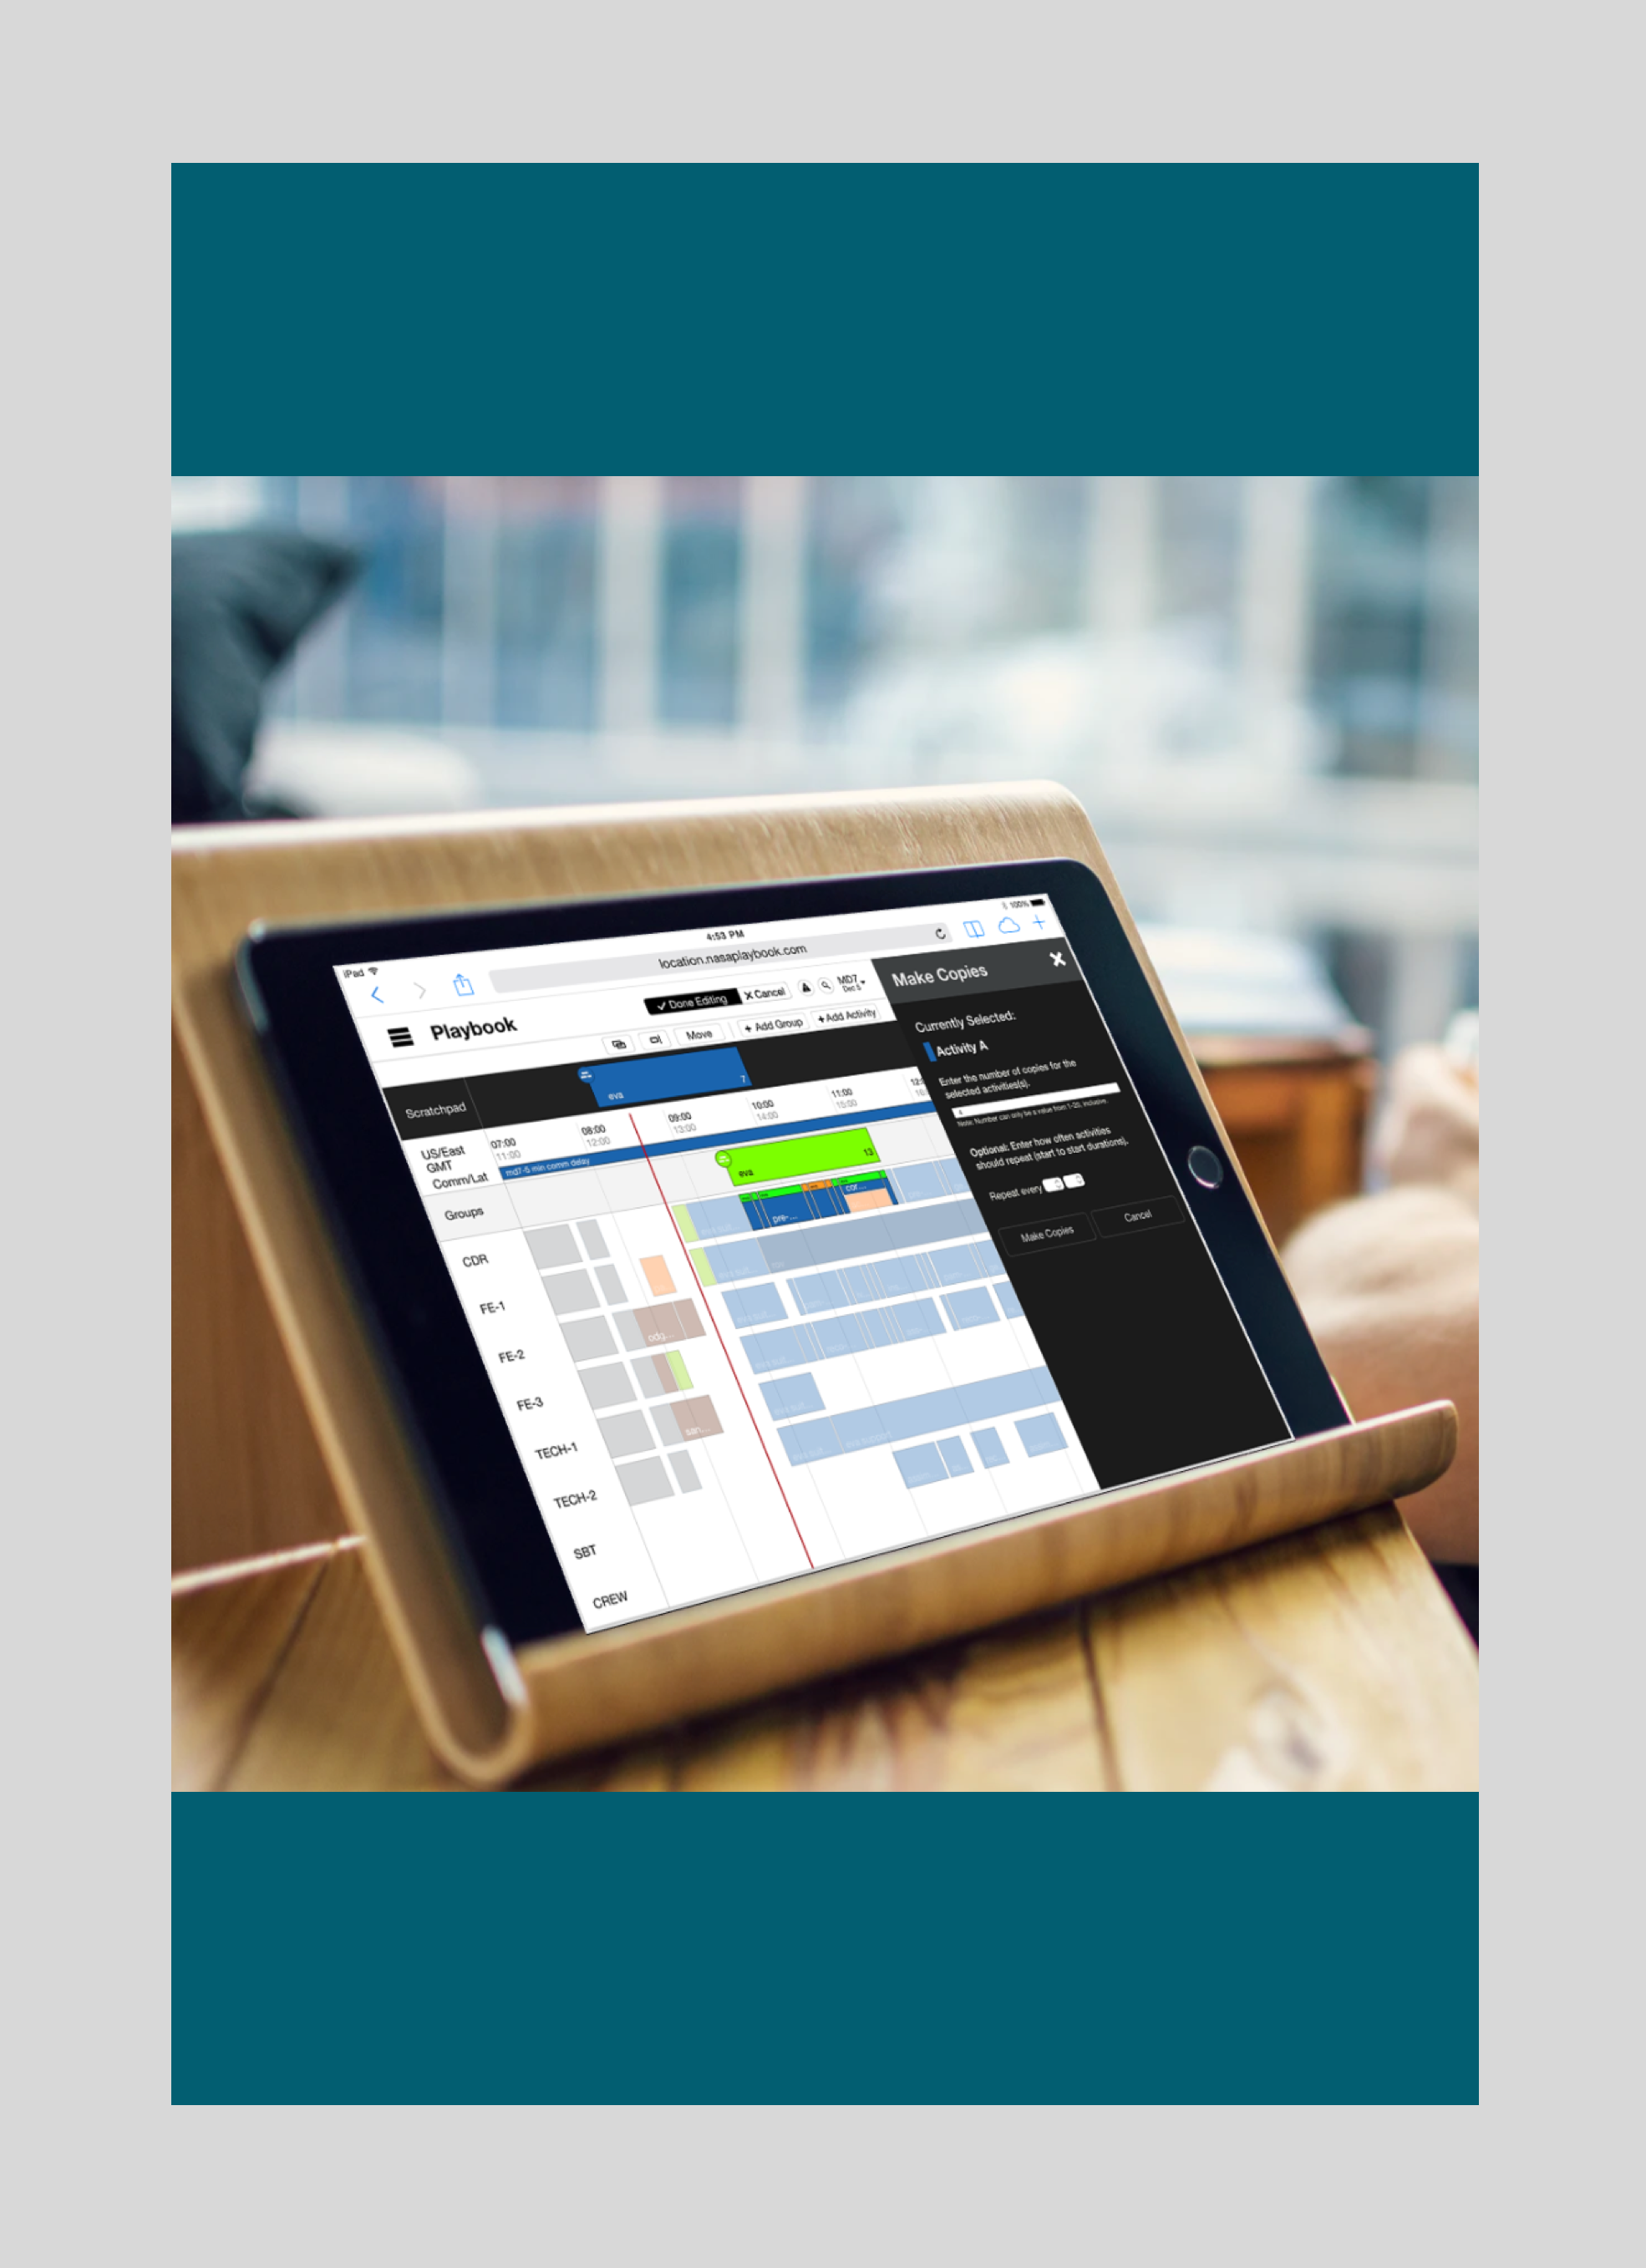 iPad
4:53 PM
100%
location.nasaplaybook.com
Playbook
Done Editing
Cancel
MD7
Dec 5
Move
+ Add Group
+ Add Activity
Scratchpad
eva
7
US/East
GMT
Comm/Lat
07:00
11:00
08:00
12:00
09:00
13:00
10:00
14:00
11:00
15:00
md7-5 min comm delay
Groups
eva
13
CDR
pre-...
cor...
FE-1
FE-2
odg...
FE-3
TECH-1
san...
TECH-2
SBT
CREW
Make Copies
Currently Selected:
Activity A
Enter the number of copies for the
selected activities(s).
Note: Number can only be a value from 1-20, inclusive.
Optional: Enter how often activities
should repeat (start to start durations).
Repeat every
Make Copies
Cancel